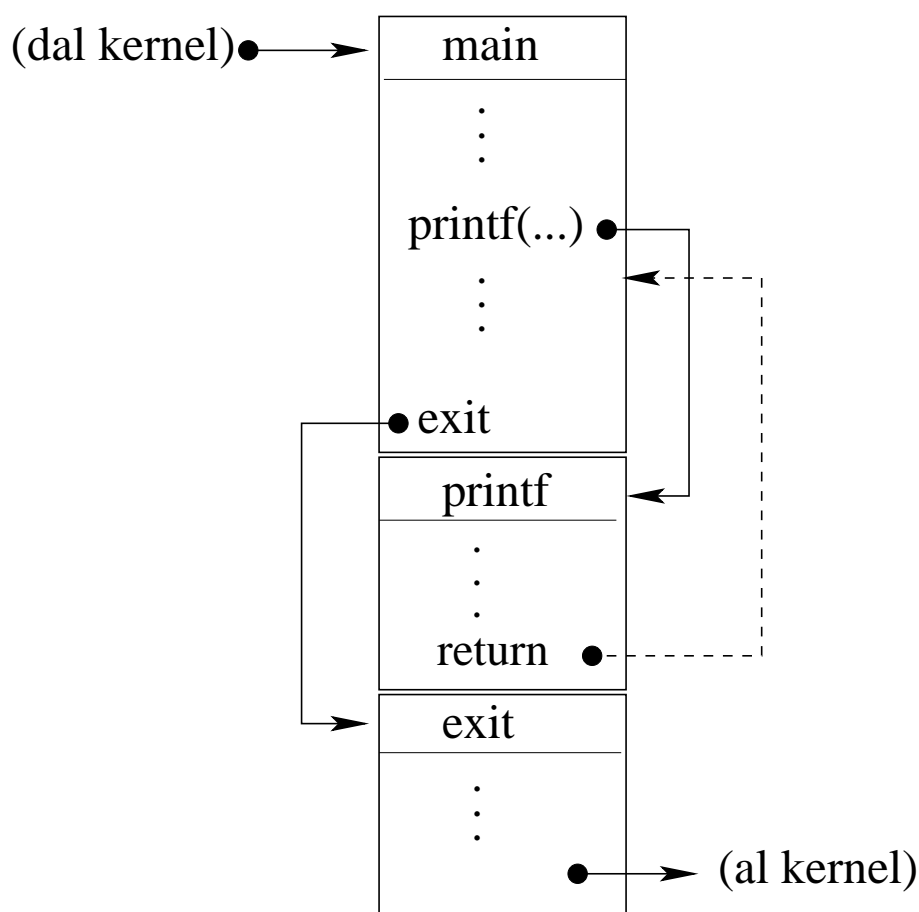 (dal kernel)
main
.
.
.
printf(...)
.
.
.
exit
printf
.
.
.
return
exit
.
.
.
(al kernel)